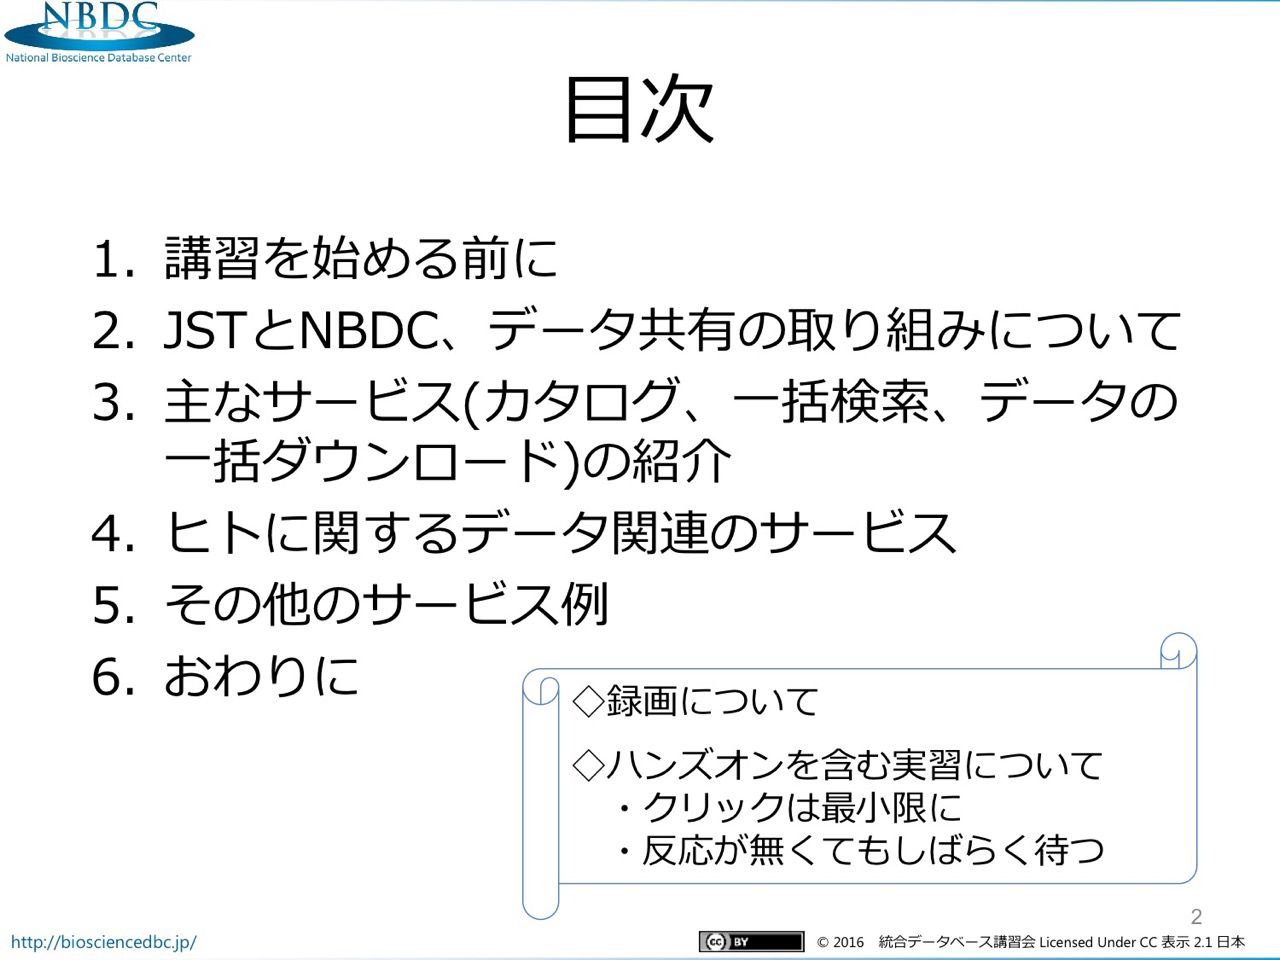 NBDC
National Bioscience Database Center
目次
1. 講習を始める前に
2. JSTとNBDC、データ共有の取り組みについて
3. 主なサービス(カタログ、一括検索、データの
一括ダウンロード)の紹介
4. ヒトに関するデータ関連のサービス
5. その他のサービス例
6. おわりに
◇録画について
◇ハンズオンを含む実習について
・クリックは最小限に
・反応が無くてもしばらく待つ
2
http://biosciencedbc.jp/
cc BY
© 2016 統合データベース講習会 Licensed Under CC 表示 2.1 日本